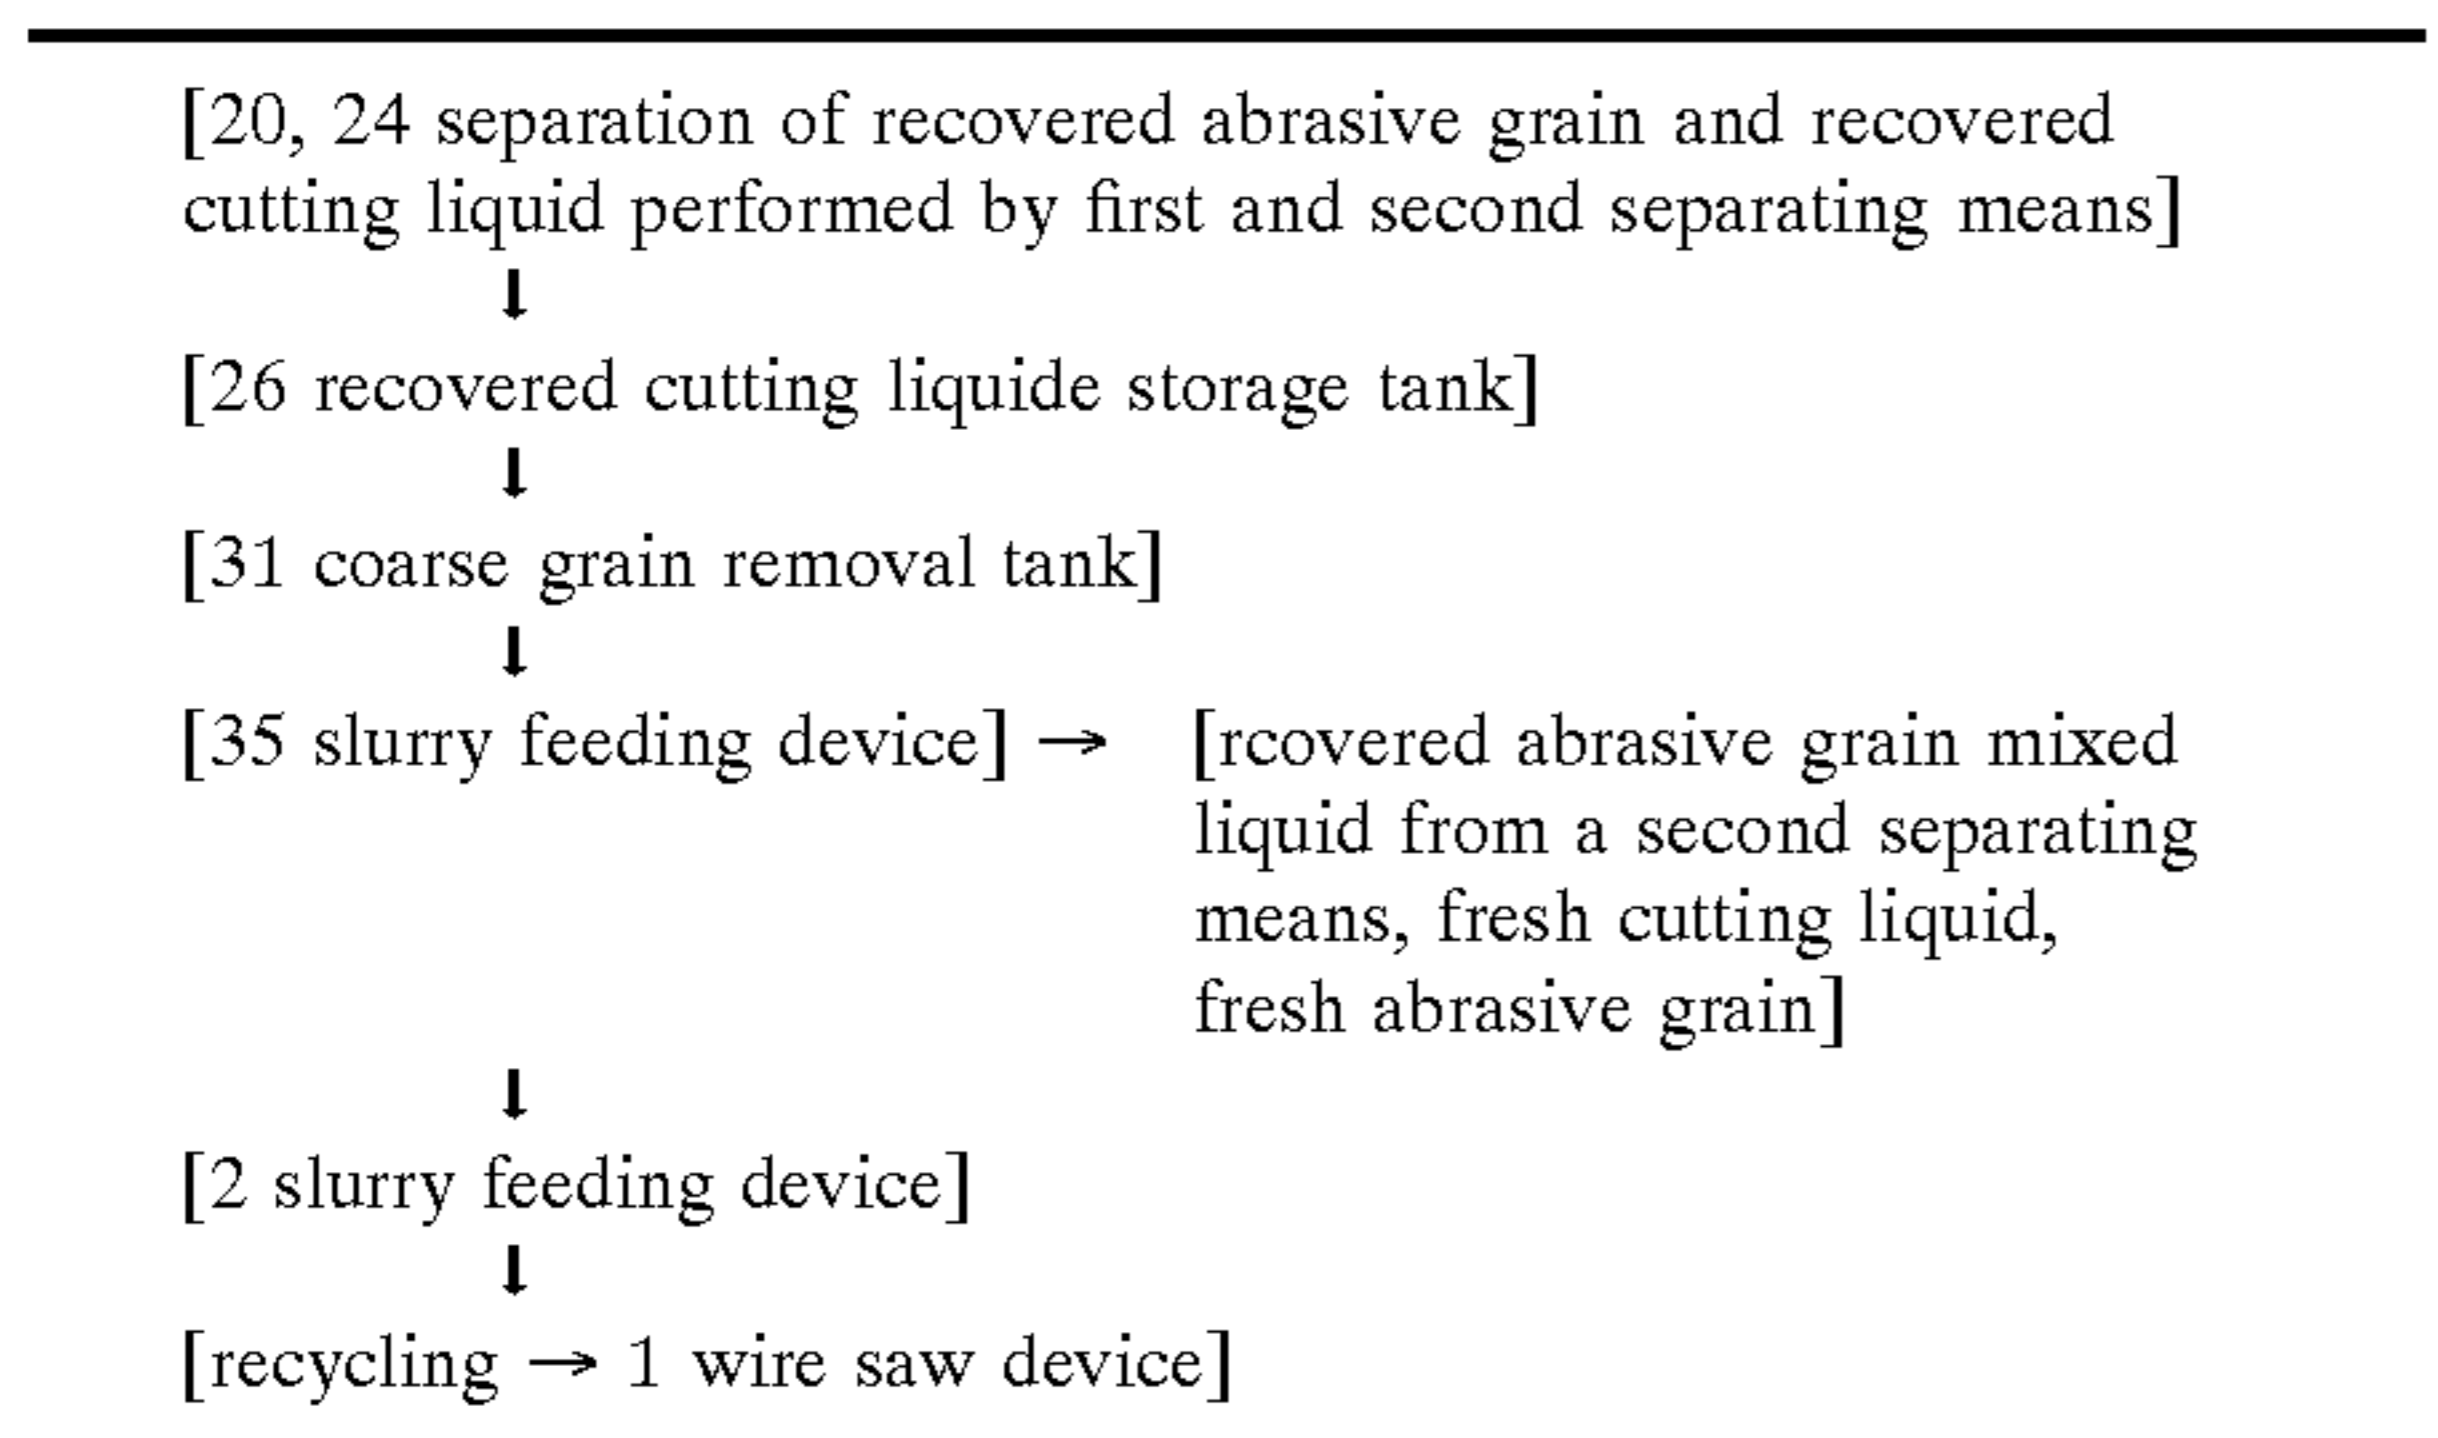 [20, 24 separation of recovered abrasive grain and recovered
cutting liquid performed by first and second separating means]
⬇
[26 recovered cutting liquide storage tank]
⬇
[31 coarse grain removal tank]
⬇
[35 slurry feeding device] → [rcovered abrasive grain mixed
liquid from a second separating
means, fresh cutting liquid,
fresh abrasive grain]
⬇
[2 slurry feeding device]
⬇
[recycling → 1 wire saw device]